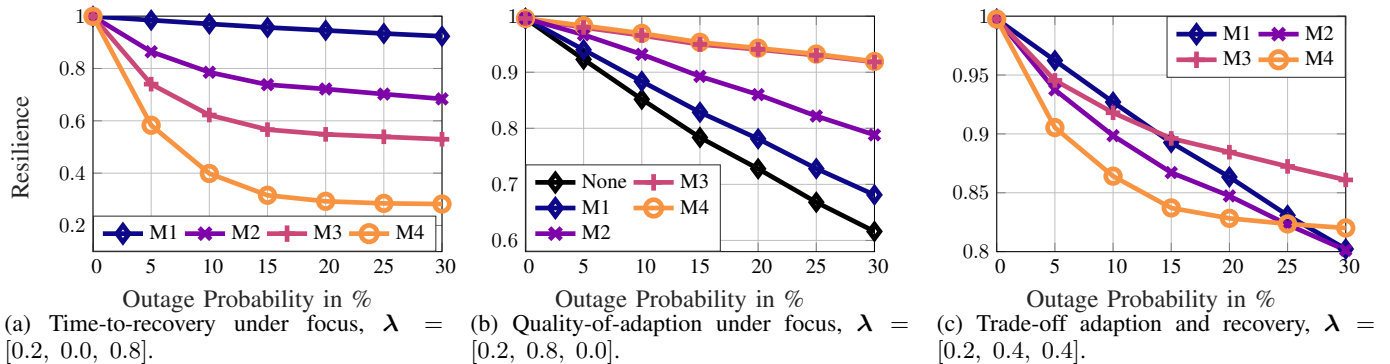 Resilience
1
0.8
0.6
0.4
0.2
M1 M2 M3 M4
0 5 10 15 20 25 30
Outage Probability in %
(a) Time-to-recovery under focus, λ =
[0.2, 0.0, 0.8].
1
0.9
0.8
0.7
0.6
None M3
M1 M4
M2
0 5 10 15 20 25 30
Outage Probability in %
(b) Quality-of-adaption under focus, λ =
[0.2, 0.8, 0.0].
1
0.95
0.9
0.85
0.8
M1 M2
M3 M4
0 5 10 15 20 25 30
Outage Probability in %
(c) Trade-off adaption and recovery, λ =
[0.2, 0.4, 0.4].